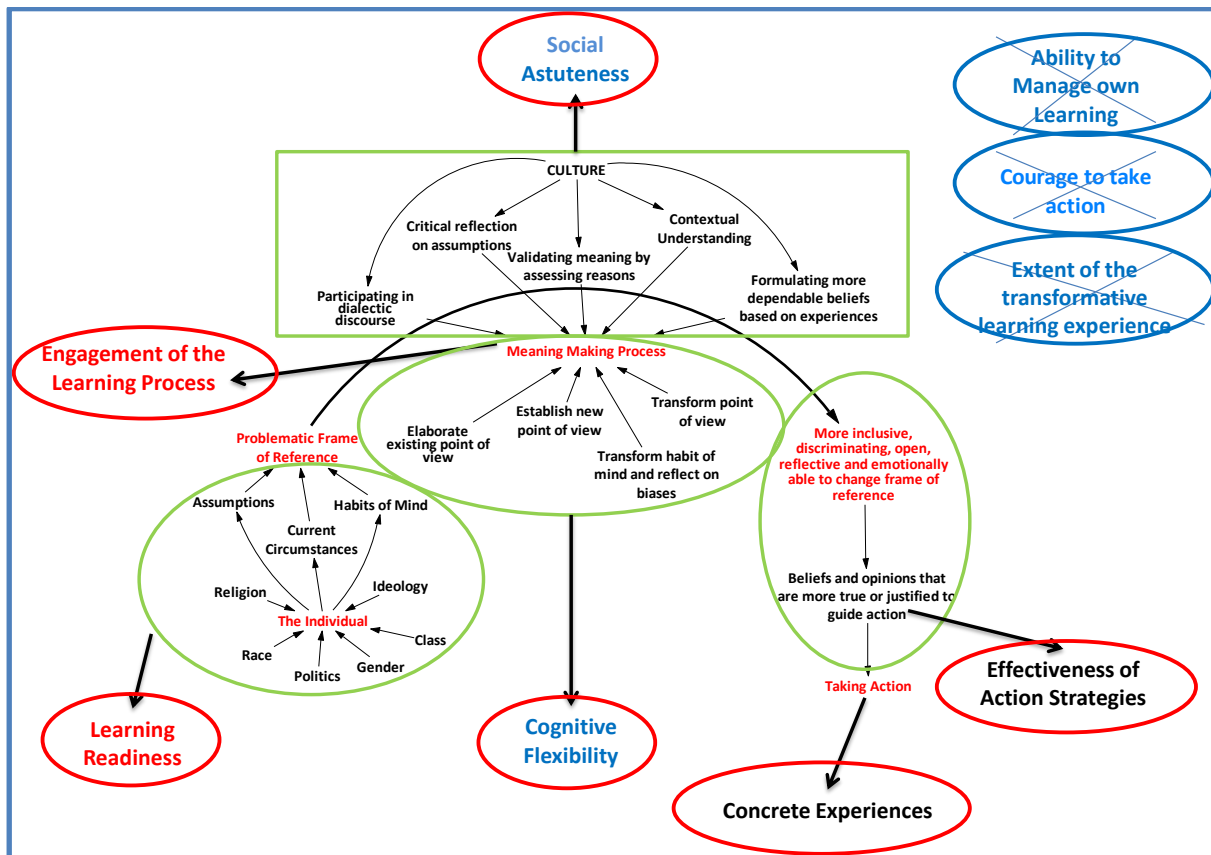 Social
Astuteness
Ability to
Manage own
Learning
Courage to take
action
Extent of the
transformative
learning experience
CULTURE
Critical reflection
on assumptions
Contextual
Understanding
Validating meaning by
assessing reasons
Participating in
dialectic
discourse
Formulating more
dependable beliefs
based on experiences
Engagement of the
Learning Process
Meaning Making Process
Elaborate
existing point of
view
Establish new
point of view
Transform point
of view
Transform habit of
mind and reflect on
biases
Problematic Frame
of Reference
Assumptions
Habits of Mind
Current
Circumstances
Religion
Ideology
The Individual
Race
Politics
Gender
Class
More inclusive,
discriminating, open,
reflective and emotionally
able to change frame of
reference
Beliefs and opinions that
are more true or justified to
guide action
Taking Action
Effectiveness of
Action Strategies
Learning
Readiness
Cognitive
Flexibility
Concrete Experiences